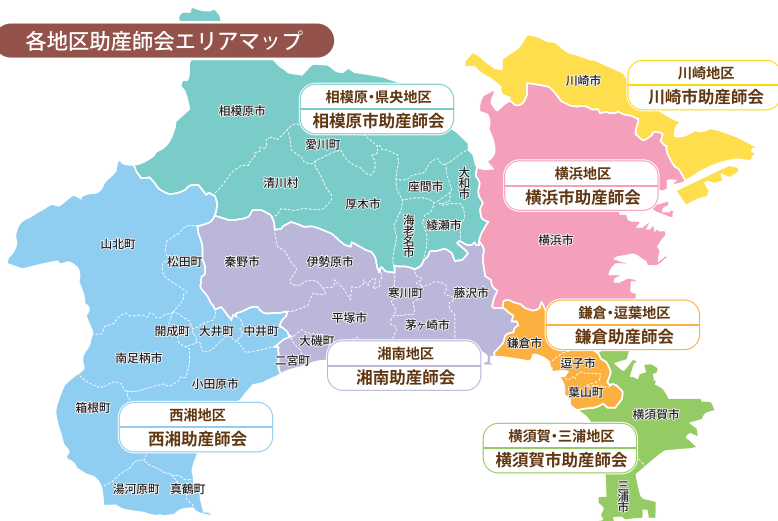 各地区助産師会エリアマップ
川崎市
川崎地区
川崎市助産師会
相模原・県央地区
相模原市助産師会
相模原市
愛川町
清川村
厚木市
座間市
大和市
海老名市
綾瀬市
横浜地区
横浜市助産師会
横浜市
山北町
松田町
秦野市
伊勢原市
寒川町
藤沢市
平塚市
茅ヶ崎市
開成町
大井町
中井町
大磯町
二宮町
湘南地区
湘南助産師会
鎌倉・逗葉地区
鎌倉助産師会
鎌倉市
逗子市
葉山町
南足柄市
小田原市
箱根町
西湘地区
西湘助産師会
湯河原町
真鶴町
横須賀市
横須賀・三浦地区
横須賀市助産師会
三浦市